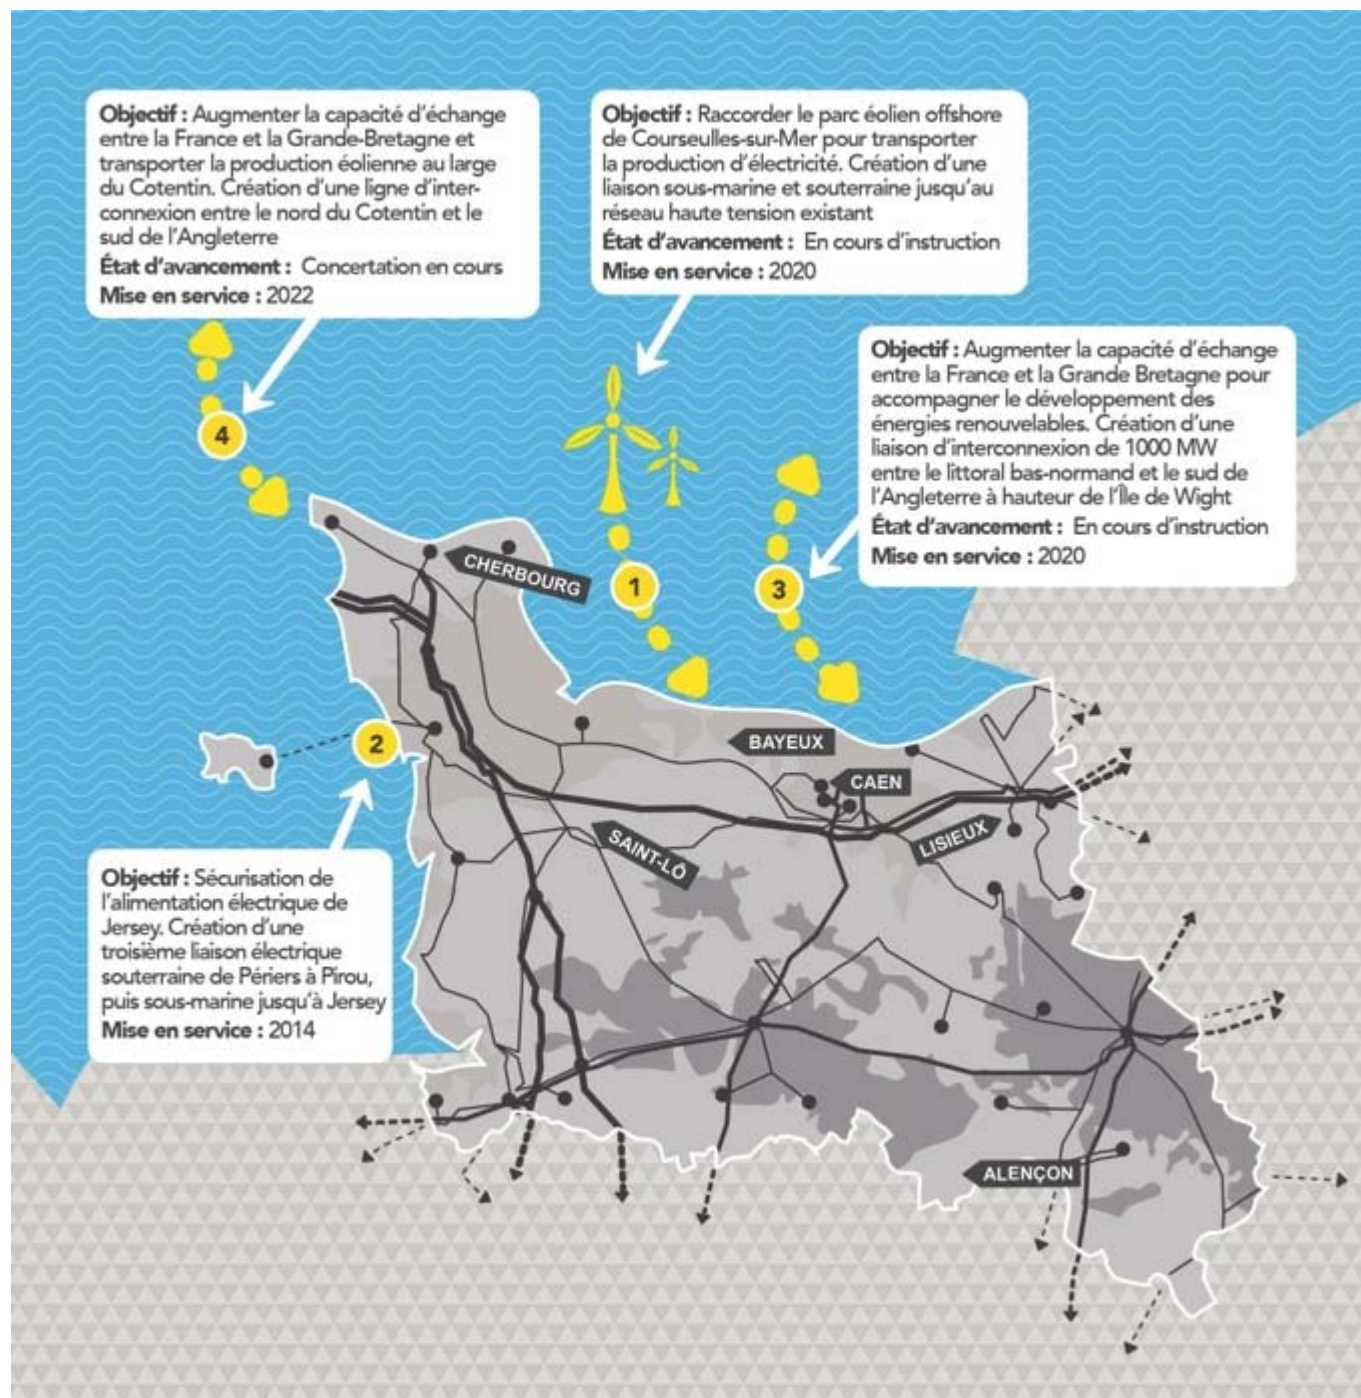 Objectif : Augmenter la capacité d'échange
entre la France et la Grande-Bretagne et
transporter la production éolienne au large
du Cotentin. Création d'une ligne d'inter-
connexion entre le nord du Cotentin et le
sud de l'Angleterre
État d'avancement : Concertation en cours
Mise en service : 2022
Objectif : Raccorder le parc éolien offshore
de Courseulles-sur-Mer pour transporter
la production d'électricité. Création d'une
liaison sous-marine et souterraine jusqu'au
réseau haute tension existant
État d'avancement : En cours d'instruction
Mise en service : 2020
Objectif : Augmenter la capacité d'échange
entre la France et la Grande Bretagne pour
accompagner le développement des
énergies renouvelables. Création d'une
liaison d'interconnexion de 1000 MW
entre le littoral bas-normand et le sud de
l'Angleterre à hauteur de l'Île de Wight
État d'avancement : En cours d'instruction
Mise en service : 2020
4
CHERBOURG
1
3
2
BAYEUX
CAEN
LISIEUX
SAINT-LÔ
Objectif : Sécurisation de
l'alimentation électrique de
Jersey. Création d'une
troisième liaison électrique
souterraine de Périers à Pirou,
puis sous-marine jusqu'à Jersey
Mise en service : 2014
ALENÇON